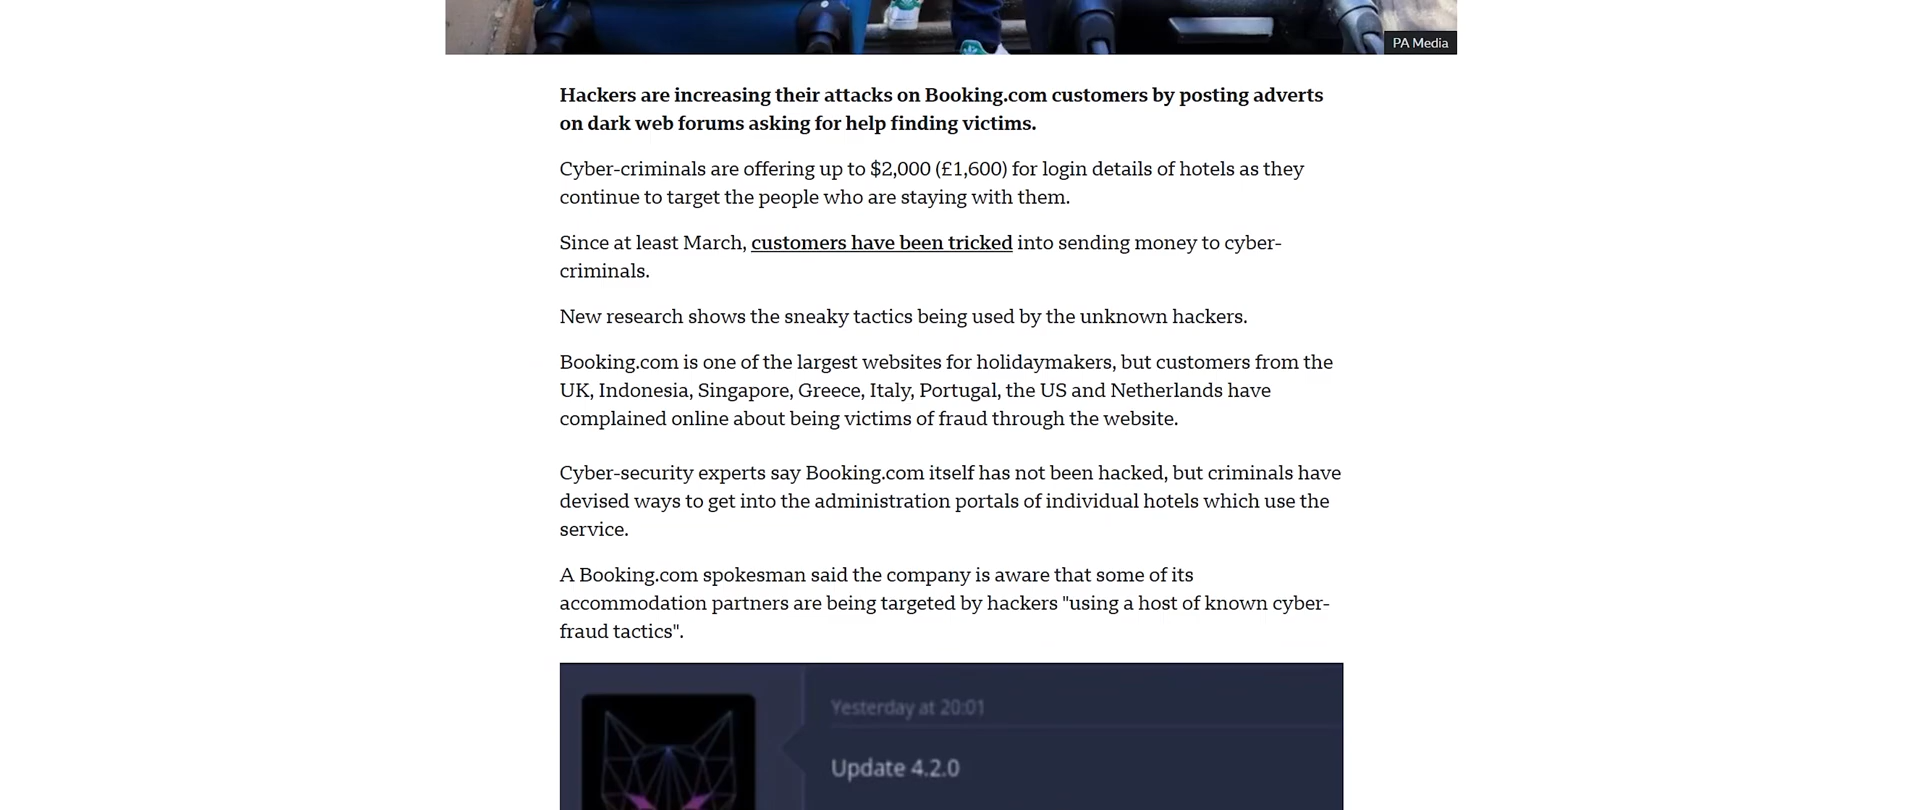 PA Media
Hackers are increasing their attacks on Booking.com customers by posting adverts
on dark web forums asking for help finding victims.
Cyber-criminals are offering up to $2,000 (£1,600) for login details of hotels as they
continue to target the people who are staying with them.
Since at least March, customers have been tricked into sending money to cyber-
criminals.
New research shows the sneaky tactics being used by the unknown hackers.
Booking.com is one of the largest websites for holidaymakers, but customers from the
UK, Indonesia, Singapore, Greece, Italy, Portugal, the US and Netherlands have
complained online about being victims of fraud through the website.
Cyber-security experts say Booking.com itself has not been hacked, but criminals have
devised ways to get into the administration portals of individual hotels which use the
service.
A Booking.com spokesman said the company is aware that some of its
accommodation partners are being targeted by hackers "using a host of known cyber-
fraud tactics".
Yesterday at 20:01
Update 4.2.0